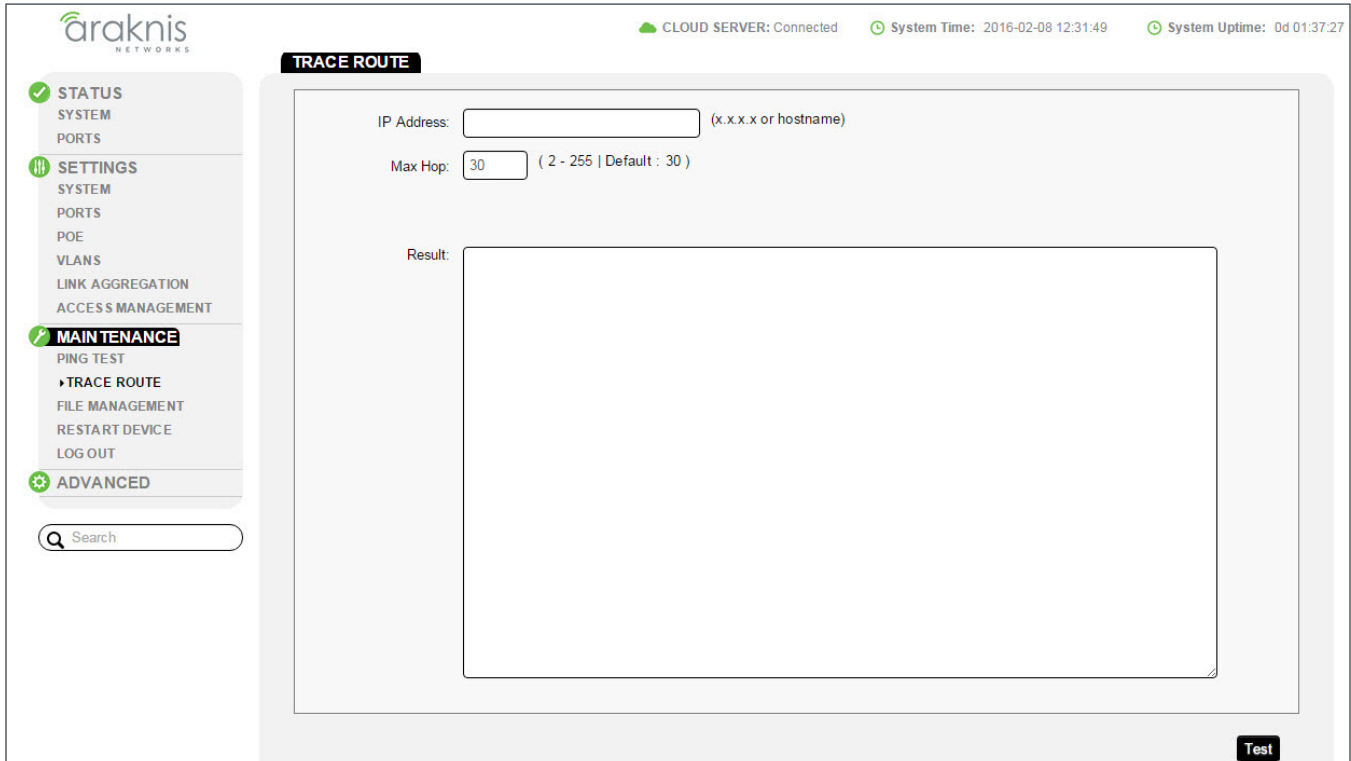 araknis
NETWORKS
CLOUD SERVER: Connected
System Time: 2016-02-08 12:31:49
System Uptime: 0d 01:37:27
TRACE ROUTE
STATUS
SYSTEM
PORTS
SETTINGS
SYSTEM
PORTS
POE
VLANS
LINK AGGREGATION
ACCESS MANAGEMENT
MAINTENANCE
PING TEST
TRACE ROUTE
FILE MANAGEMENT
RESTART DEVICE
LOG OUT
ADVANCED
Search
IP Address:
(x.x.x.x or hostname)
Max Hop: 30 ( 2 - 255 | Default : 30 )
Result:
Test